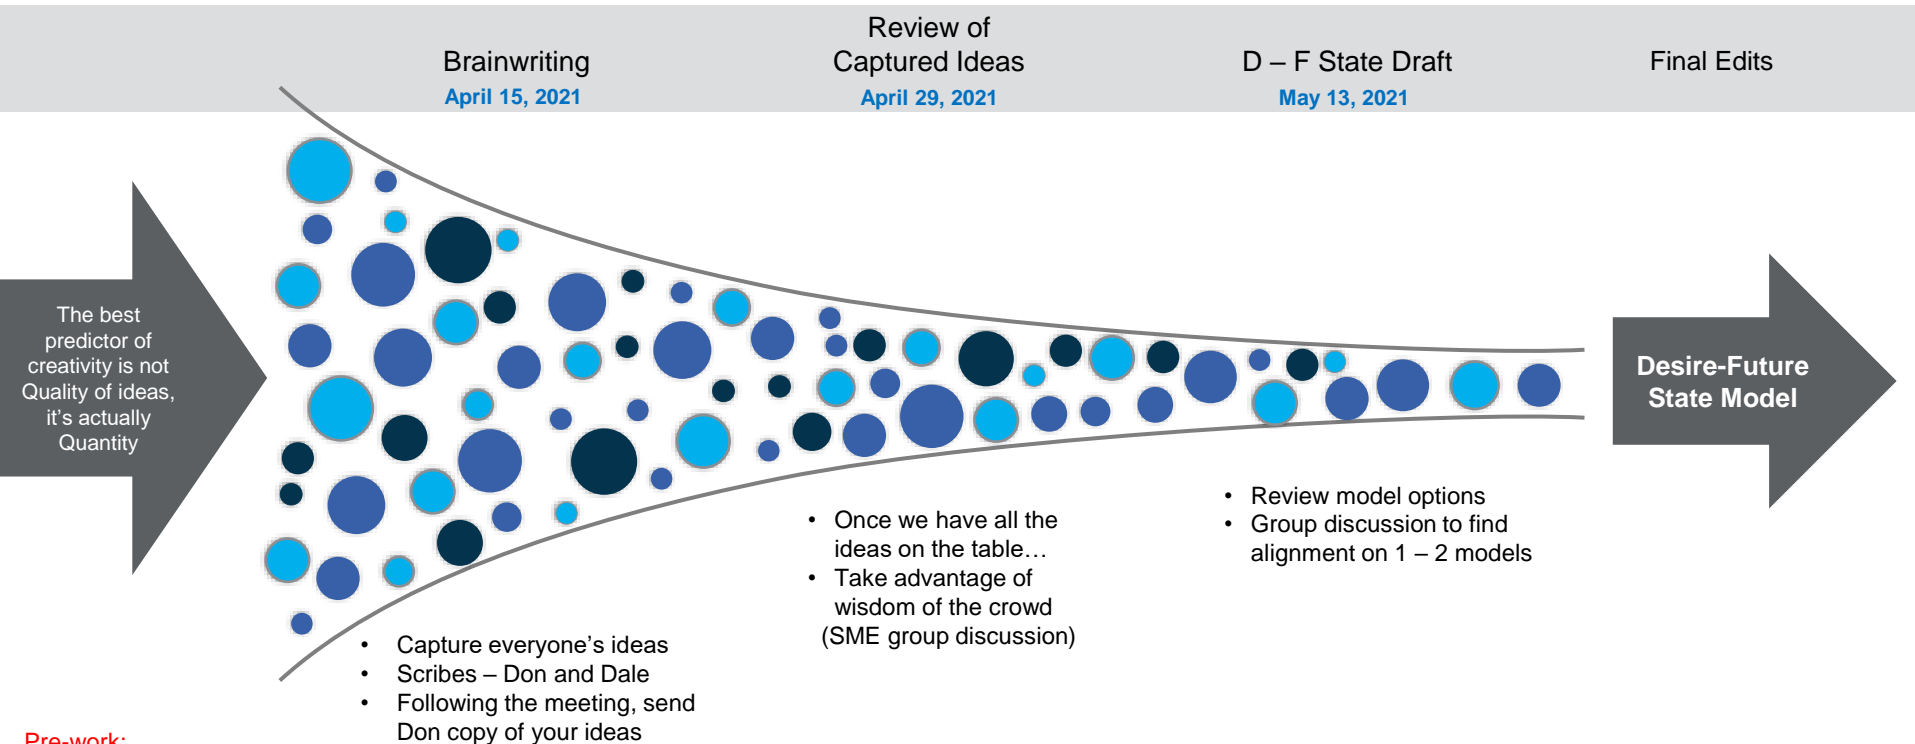 Brainwriting
April 15, 2021
Review of
Captured Ideas
April 29, 2021
D – F State Draft
May 13, 2021
Final Edits
The best
predictor of
creativity is not
Quality of ideas,
it’s actually
Quantity
Desire-Future
State Model
• Capture everyone’s ideas
• Scribes – Don and Dale
• Following the meeting, send
Don copy of your ideas
• Once we have all the
ideas on the table…
• Take advantage of
wisdom of the crowd
(SME group discussion)
• Review model options
• Group discussion to find
alignment on 1 – 2 models
Pre-work: